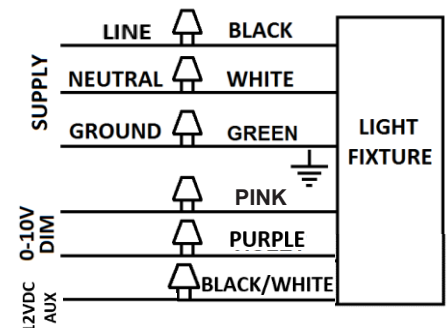 SUPPLY
LINE BLACK
NEUTRAL WHITE
GROUND GREEN
LIGHT
FIXTURE
0-10V
DIM
PINK
PURPLE
12VDC
AUX
BLACK/WHITE